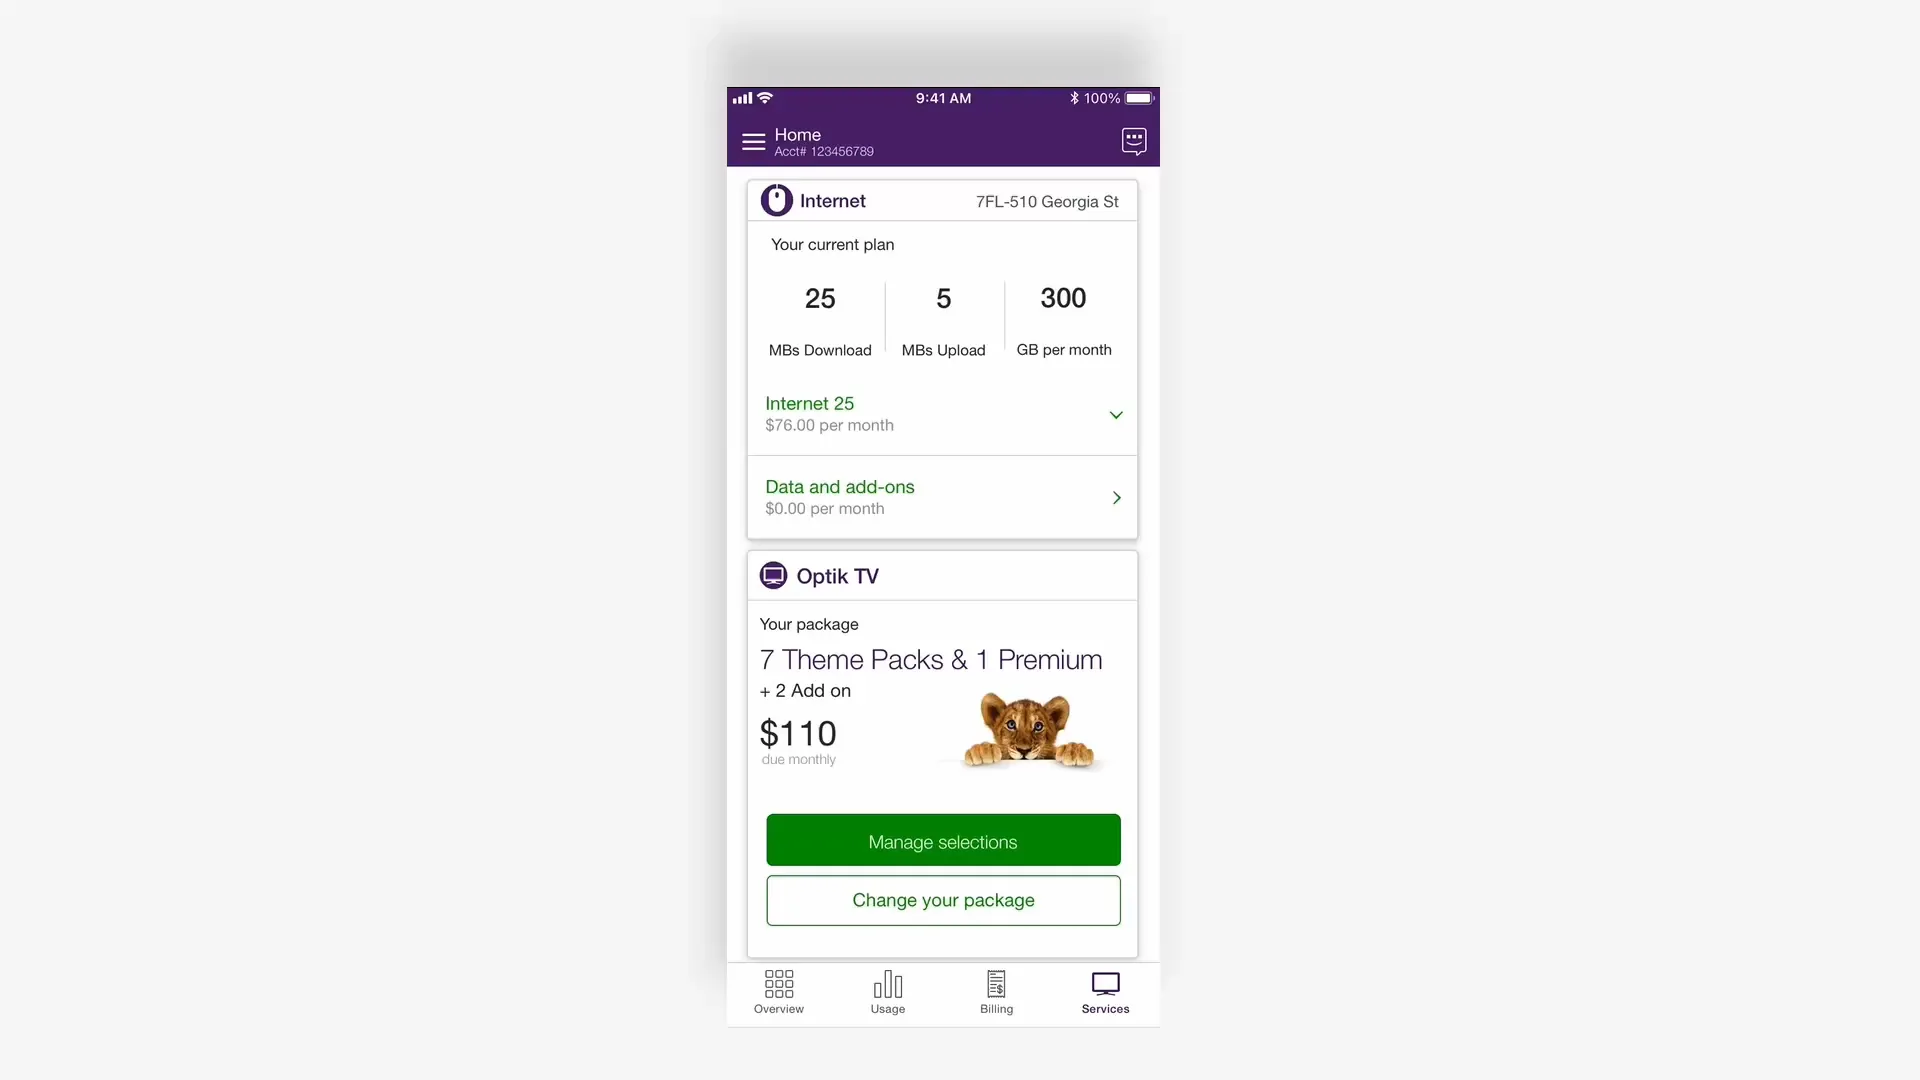 9:41 AM
100%
Home
Acct# 123456789
Internet
7FL-510 Georgia St
Your current plan
25
5
300
MBs Download
MBs Upload
GB per month
Internet 25
$76.00 per month
Data and add-ons
$0.00 per month
Optik TV
Your package
7 Theme Packs & 1 Premium
+ 2 Add on
$110
due monthly
Manage selections
Change your package
Overview
Usage
Billing
Services